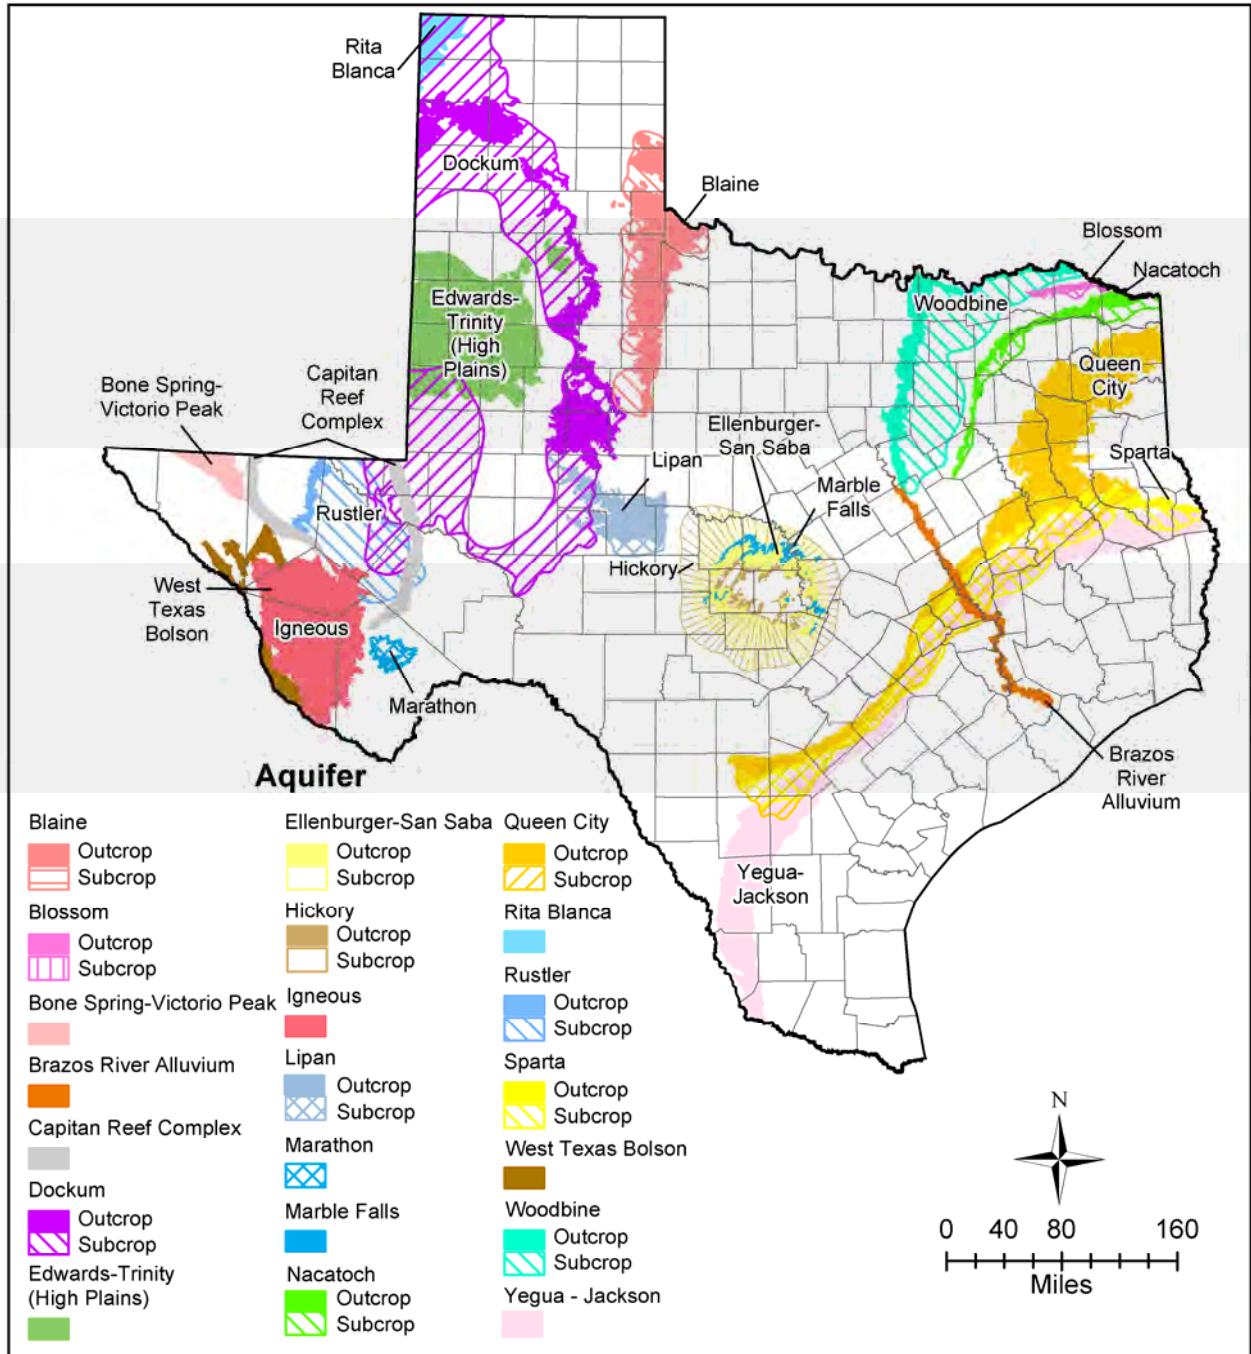 Rita
Blanca
Dockum
Blaine
Blossom
Nacatoch
Woodbine
Edwards-
Trinity
(High
Plains)
Queen
City
Bone Spring-
Victorio Peak
Capitan
Reef
Complex
Ellenburger-
San Saba
Sparta
Lipan
Marble
Falls
Rustler
Hickory
West
Texas
Bolson
Igneous
Marathon
Brazos
River
Alluvium
Yegua-
Jackson
Aquifer
Blaine
Outcrop
Subcrop
Blossom
Outcrop
Subcrop
Bone Spring-Victorio Peak
Brazos River Alluvium
Capitan Reef Complex
Dockum
Outcrop
Subcrop
Edwards-Trinity
(High Plains)
Ellenburger-San Saba
Outcrop
Subcrop
Hickory
Outcrop
Subcrop
Igneous
Lipan
Outcrop
Subcrop
Marathon
Marble Falls
Nacatoch
Outcrop
Subcrop
Queen City
Outcrop
Subcrop
Rita Blanca
Rustler
Outcrop
Subcrop
Sparta
Outcrop
Subcrop
West Texas Bolson
Woodbine
Outcrop
Subcrop
Yegua - Jackson
N
0 40 80 160
Miles